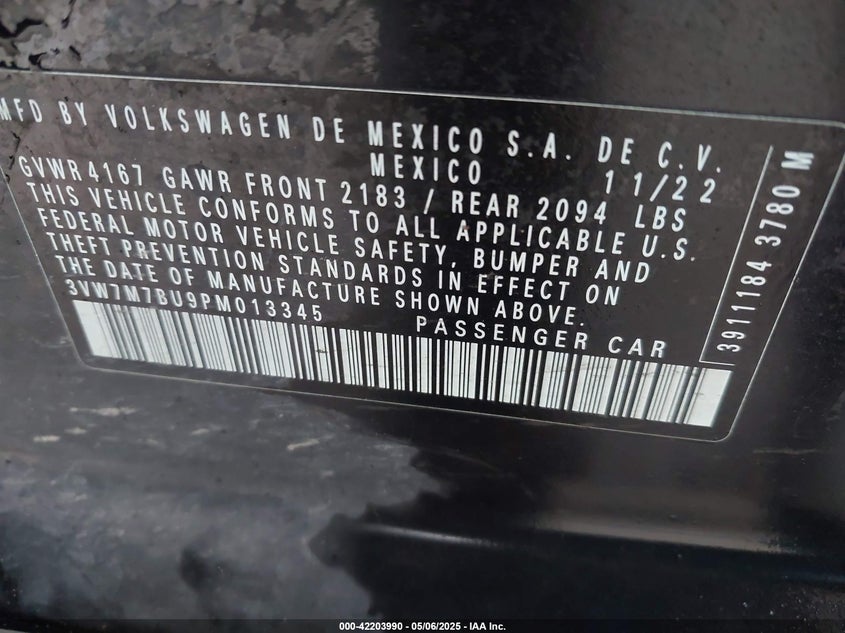 MFD BY VOLKSWAGEN DE MEXICO S.A. DE C.V.
MEXICO 11/22
GVWR 4167 GAWR FRONT 2183 / REAR 2094 LBS
THIS VEHICLE CONFORMS TO ALL APPLICABLE U.S.
FEDERAL MOTOR VEHICLE SAFETY, BUMPER AND
THEFT PREVENTION STANDARDS IN EFFECT ON
THE DATE OF MANUFACTURE SHOWN ABOVE.
3VW7M7BU9PM013345 PASSENGER CAR
3911184 3780 M
000-42203990 - 05/06/2025 - IAA Inc.